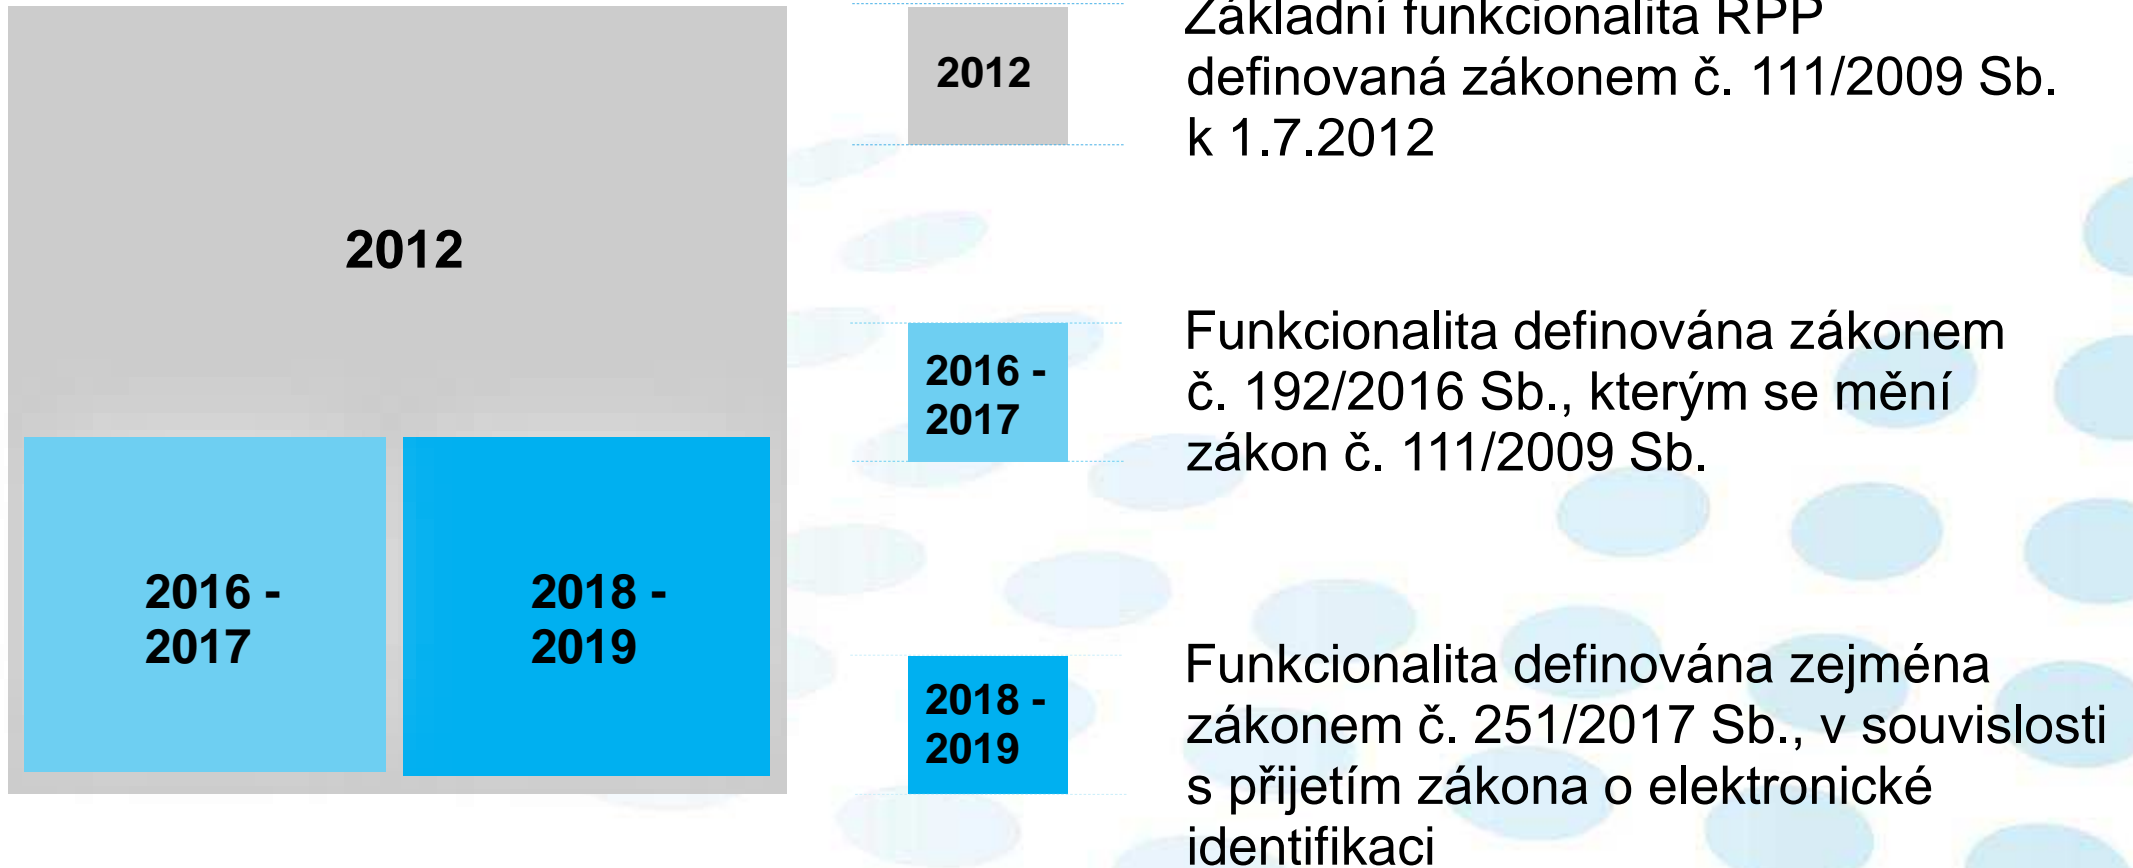 2012
2016 -
2017
2018 -
2019
2012
Základní funkcionalita RPP
definovaná zákonem č. 111/2009 Sb.
k 1.7.2012
2016 -
2017
Funkcionalita definována zákonem
č. 192/2016 Sb., kterým se mění
zákon č. 111/2009 Sb.
2018 -
2019
Funkcionalita definována zejména
zákonem č. 251/2017 Sb., v souvislosti
s přijetím zákona o elektronické
identifikaci